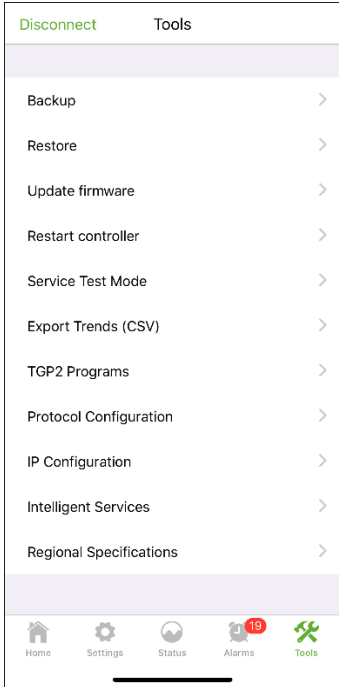 Disconnect Tools
Backup
Restore
Update firmware
Restart controller
Service Test Mode
Export Trends (CSV)
TGP2 Programs
Protocol Configuration
IP Configuration
Intelligent Services
Regional Specifications
19
Home Settings Status Alarms Tools